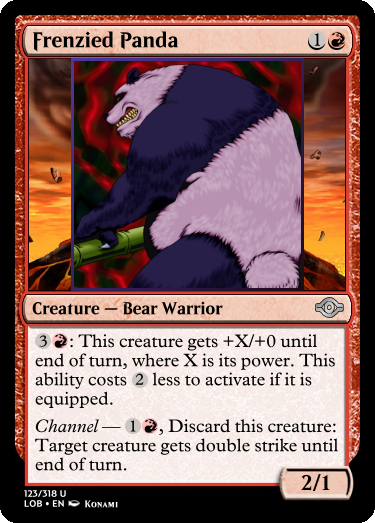 Frenzied Panda 1
Creature — Bear Warrior
3 : This creature gets +X/+0 until
end of turn, where X is its power. This
ability costs 2 less to activate if it is
equipped.
Channel — 1 , Discard this creature:
Target creature gets double strike until
end of turn.
2/1
123/318 U
LOB • EN Konami